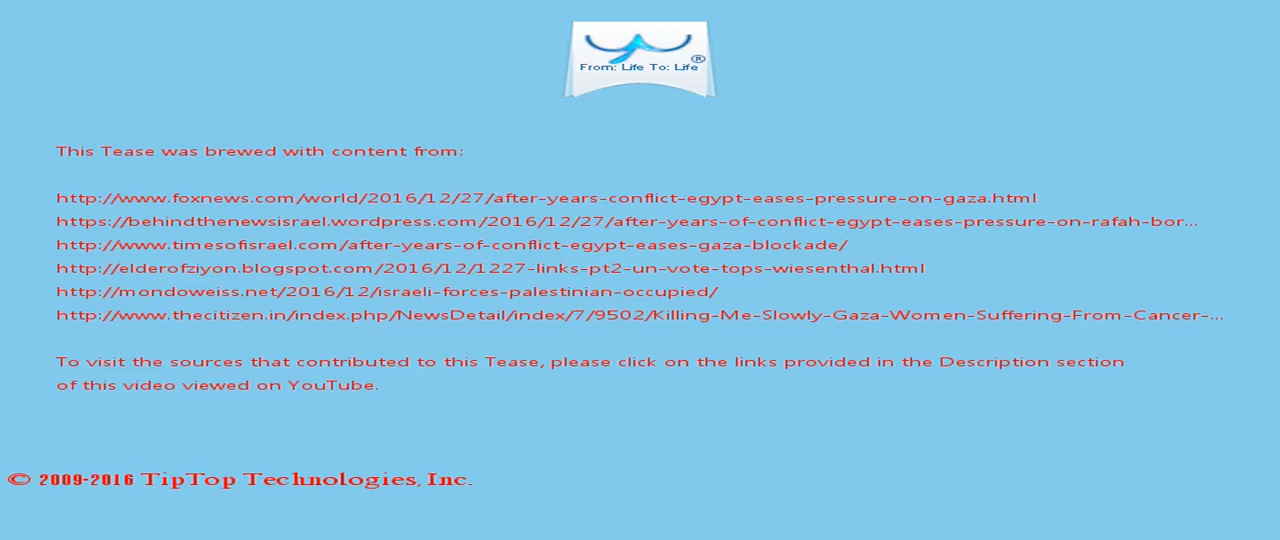 From: Life To: Life®
This Tease was brewed with content from:
http://www.foxnews.com/world/2016/12/27/after-years-conflict-egypt-eases-pressure-on-gaza.html
https://behindthenewsisrael.wordpress.com/2016/12/27/after-years-of-conflict-egypt-eases-pressure-on-rafah-bor...
http://www.timesofisrael.com/after-years-of-conflict-egypt-eases-gaza-blockade/
http://elderofziyon.blogspot.com/2016/12/1227-links-pt2-un-vote-tops-wiesenthal.html
http://mondoweiss.net/2016/12/israeli-forces-palestinian-occupied/
http://www.thecitizen.in/index.php/NewsDetail/index/7/9502/Killing-Me-Slowly-Gaza-Women-Suffering-From-Cancer-...
To visit the sources that contributed to this Tease, please click on the links provided in the Description section
of this video viewed on YouTube.
© 2009-2016 TipTop Technologies, Inc.